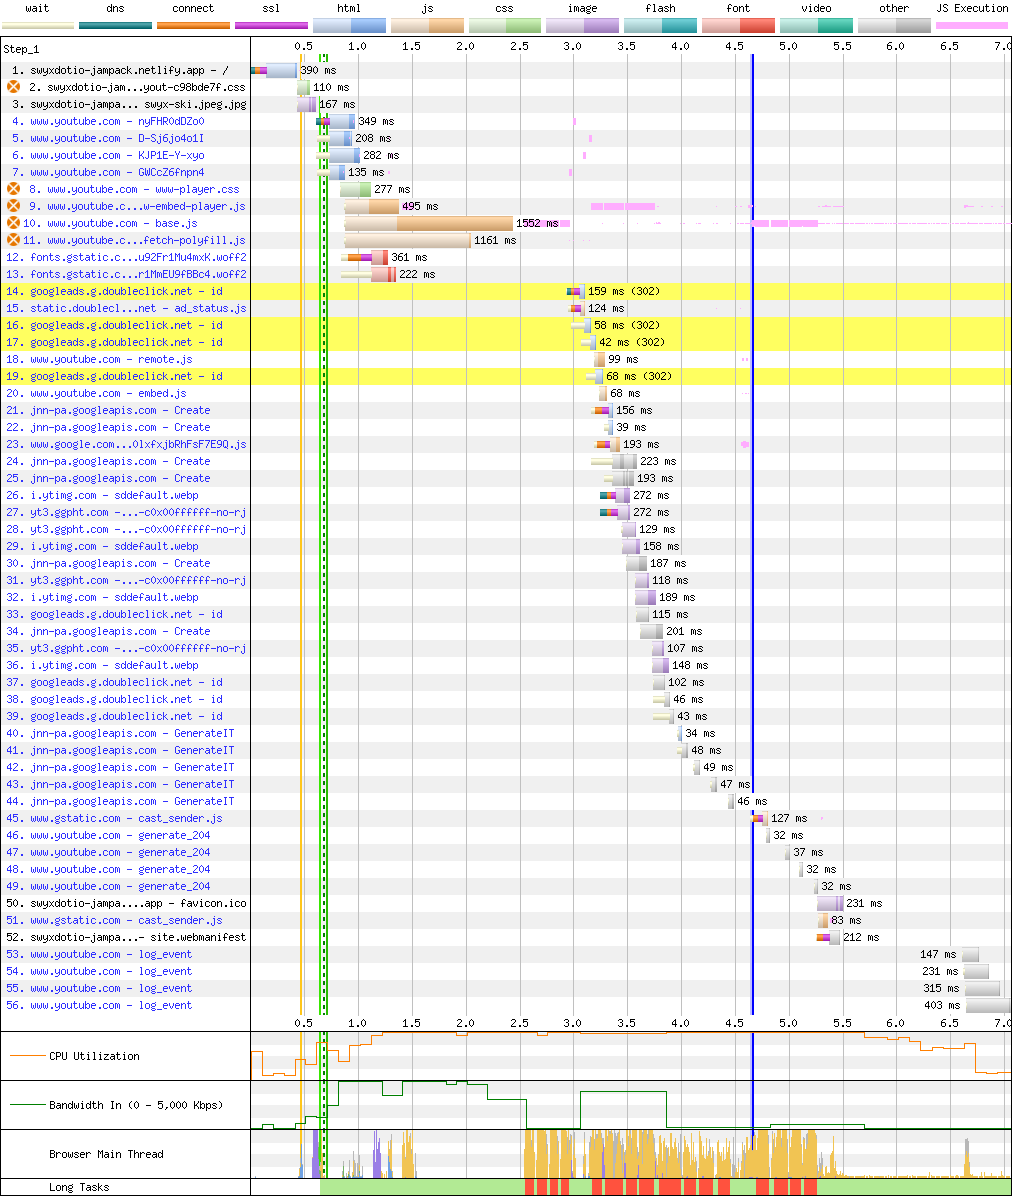 wait dns connect ssl html js css image flash font video other JS Execution
Step_1 0.5 1.0 1.5 2.0 2.5 3.0 3.5 4.0 4.5 5.0 5.5 6.0 6.5 7.0
1. swyxdotio-jampack.netlify.app - / 390 ms
2. swyxdotio-jam...yout-c98bde7f.css 110 ms
3. swyxdotio-jampa... swyx-ski.jpeg.jpg 167 ms
4. www.youtube.com - nyFHR0dDZo0 349 ms
5. www.youtube.com - D-Sj6jo4o1I 208 ms
6. www.youtube.com - KJP1E-Y-xyo 282 ms
7. www.youtube.com - GWCcZ6fnpn4 135 ms
8. www.youtube.com - www-player.css 277 ms
9. www.youtube.c...w-embed-player.js 495 ms
10. www.youtube.com - base.js 1552 ms
11. www.youtube.c...fetch-polyfill.js 1161 ms
12. fonts.gstatic.c...u92Fr1Mu4mxK.woff2 361 ms
13. fonts.gstatic.c...r1MmEU9fBBc4.woff2 222 ms
14. googleads.g.doubleclick.net - id 159 ms (302)
15. static.doublecl...net - ad_status.js 124 ms
16. googleads.g.doubleclick.net - id 58 ms (302)
17. googleads.g.doubleclick.net - id 42 ms (302)
18. www.youtube.com - remote.js 99 ms
19. googleads.g.doubleclick.net - id 68 ms (302)
20. www.youtube.com - embed.js 68 ms
21. jnn-pa.googleapis.com - Create 156 ms
22. jnn-pa.googleapis.com - Create 39 ms
23. www.google.com...0lxfxjbRhFsF7E9Q.js 193 ms
24. jnn-pa.googleapis.com - Create 223 ms
25. jnn-pa.googleapis.com - Create 193 ms
26. i.ytimg.com - sddefault.webp 272 ms
27. yt3.ggpht.com -...-c0x00ffffff-no-rj 272 ms
28. yt3.ggpht.com -...-c0x00ffffff-no-rj 129 ms
29. i.ytimg.com - sddefault.webp 158 ms
30. jnn-pa.googleapis.com - Create 187 ms
31. yt3.ggpht.com -...-c0x00ffffff-no-rj 118 ms
32. i.ytimg.com - sddefault.webp 189 ms
33. googleads.g.doubleclick.net - id 115 ms
34. jnn-pa.googleapis.com - Create 201 ms
35. yt3.ggpht.com -...-c0x00ffffff-no-rj 107 ms
36. i.ytimg.com - sddefault.webp 148 ms
37. googleads.g.doubleclick.net - id 102 ms
38. googleads.g.doubleclick.net - id 46 ms
39. googleads.g.doubleclick.net - id 43 ms
40. jnn-pa.googleapis.com - GenerateIT 34 ms
41. jnn-pa.googleapis.com - GenerateIT 48 ms
42. jnn-pa.googleapis.com - GenerateIT 49 ms
43. jnn-pa.googleapis.com - GenerateIT 47 ms
44. jnn-pa.googleapis.com - GenerateIT 46 ms
45. www.gstatic.com - cast_sender.js 127 ms
46. www.youtube.com - generate_204 32 ms
47. www.youtube.com - generate_204 37 ms
48. www.youtube.com - generate_204 32 ms
49. www.youtube.com - generate_204 32 ms
50. swyxdotio-jampa....app - favicon.ico 231 ms
51. www.gstatic.com - cast_sender.js 83 ms
52. swyxdotio-jampa...- site.webmanifest 212 ms
53. www.youtube.com - log_event 147 ms
54. www.youtube.com - log_event 231 ms
55. www.youtube.com - log_event 315 ms
56. www.youtube.com - log_event 403 ms
0.5 1.0 1.5 2.0 2.5 3.0 3.5 4.0 4.5 5.0 5.5 6.0 6.5 7.0
CPU Utilization
Bandwidth In (0 - 5,000 Kbps)
Browser Main Thread
Long Tasks